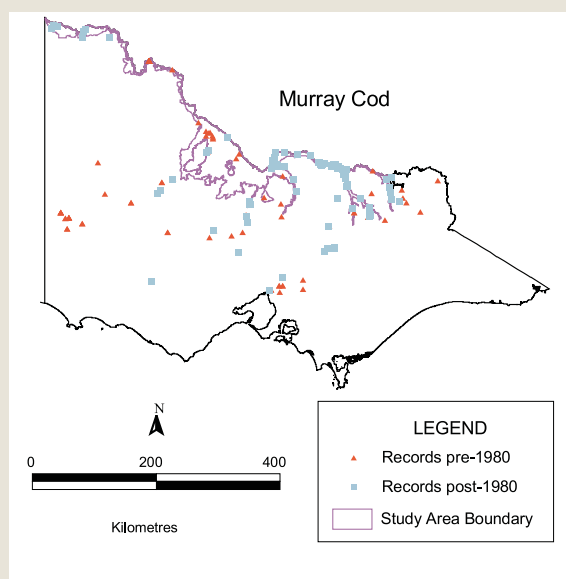 Murray Cod
N
0 200 400
Kilometres
LEGEND
Records pre-1980
Records post-1980
Study Area Boundary